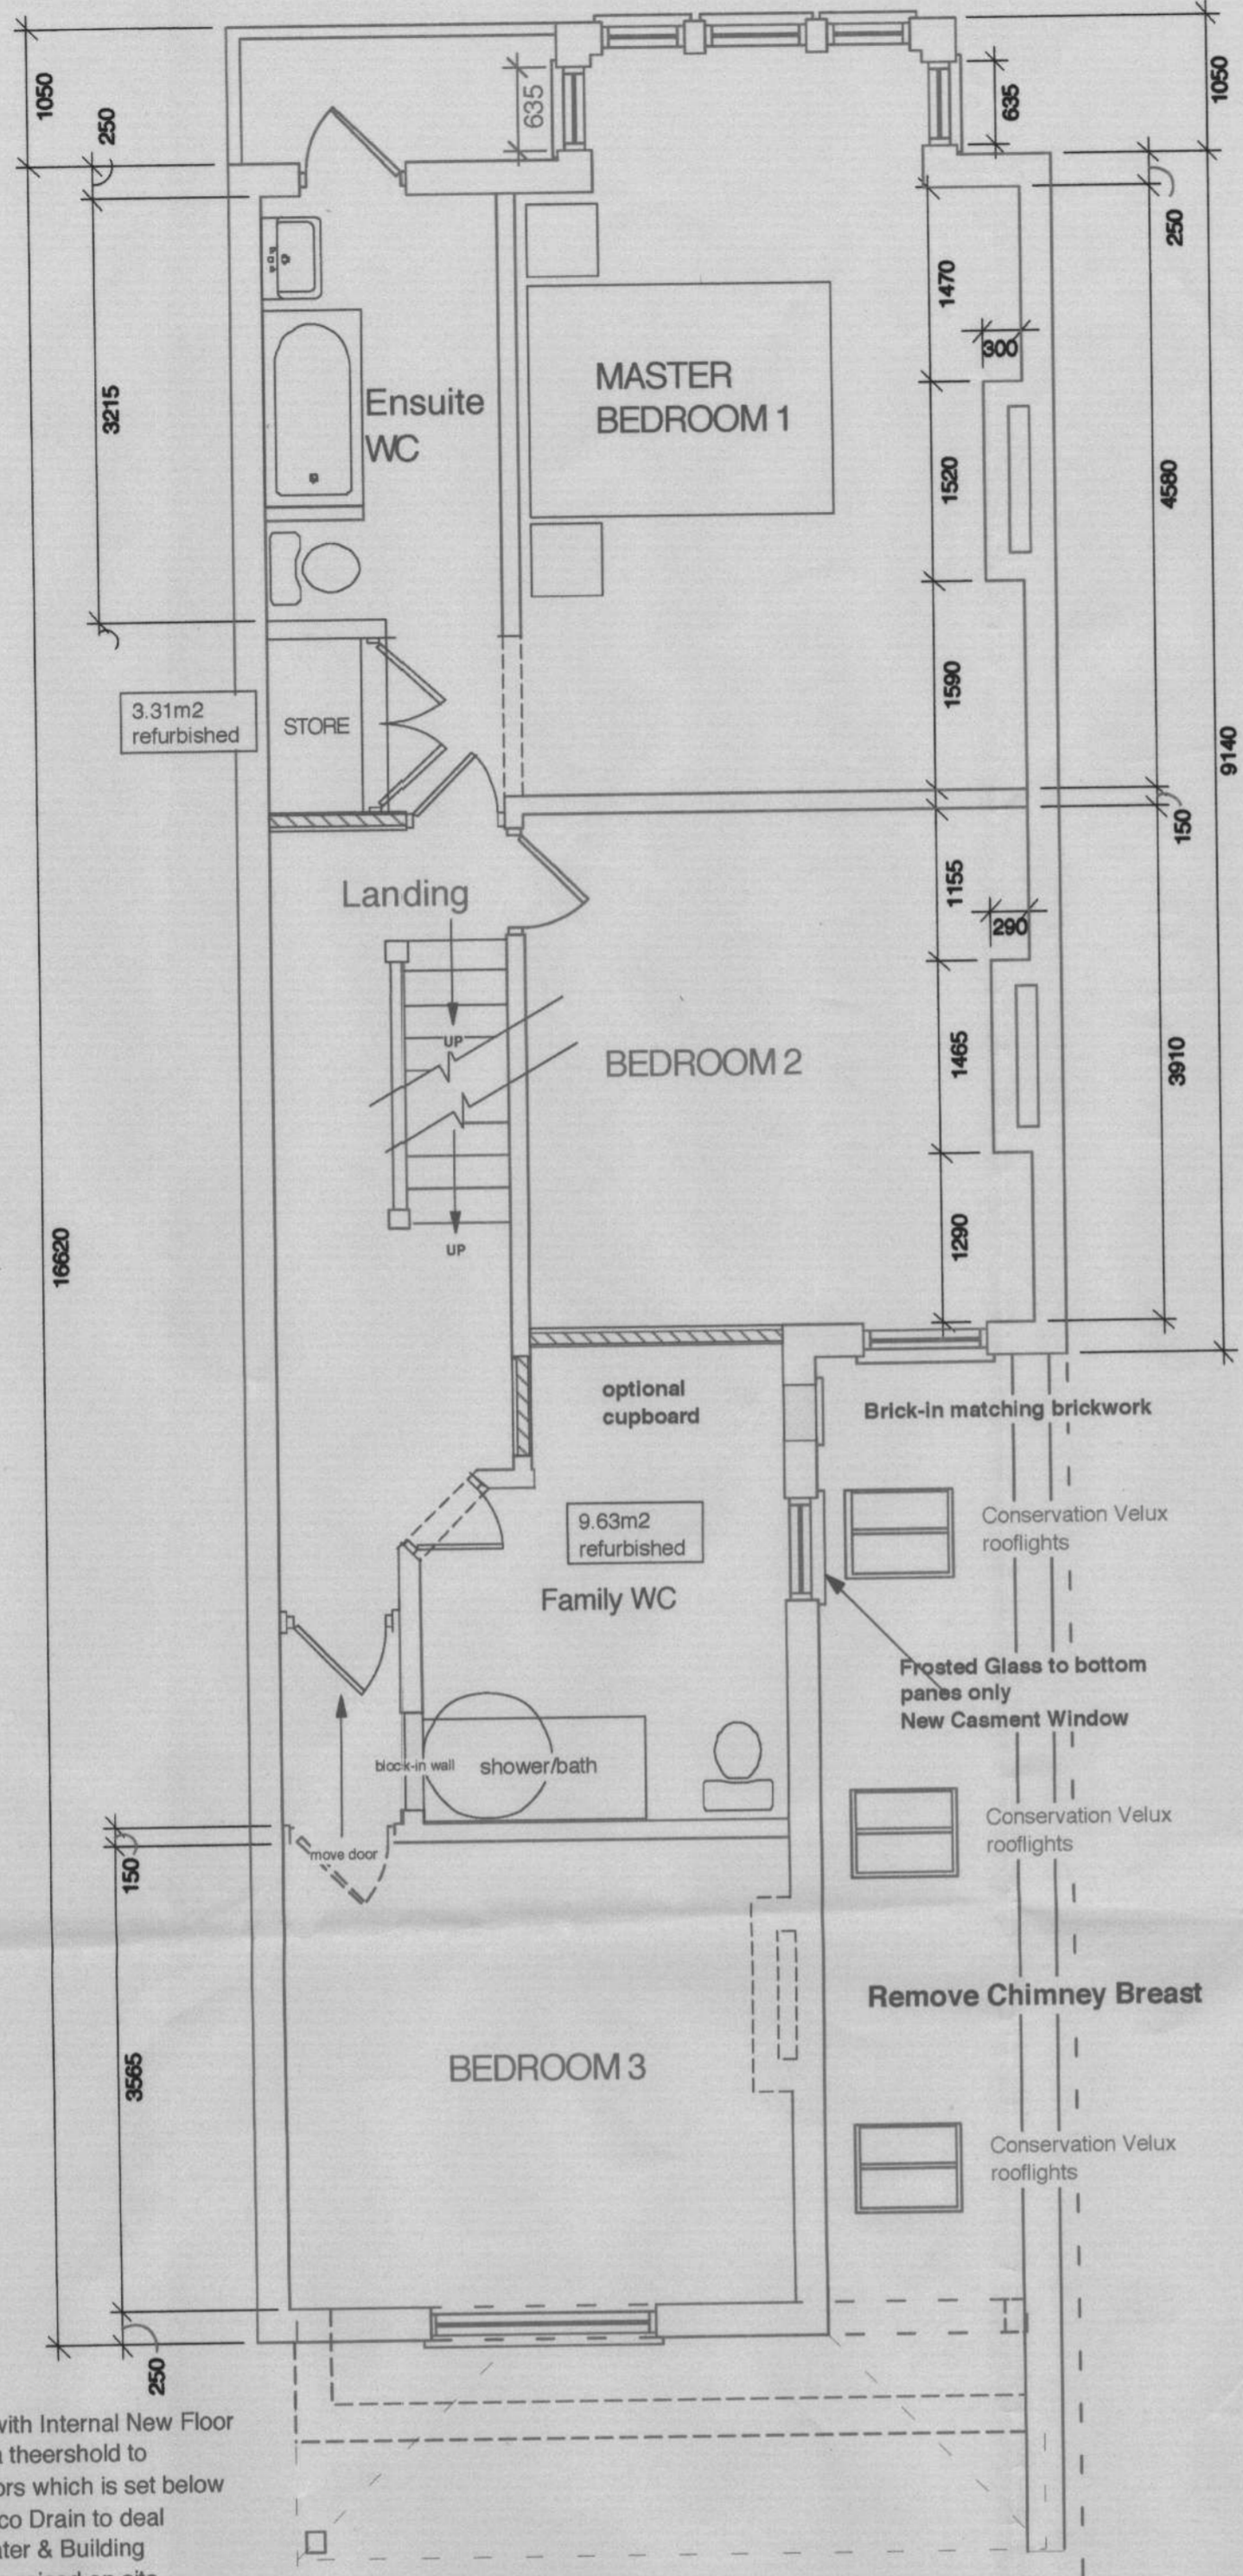 1050
250
635
635
1050
250
1470
300
3215
Ensuite
WC
MASTER
BEDROOM 1
1520
4580
1590
3.31m2
refurbished
STORE
9140
150
1155
Landing
290
UP
BEDROOM 2
1465
3910
16620
UP
1290
optional
cupboard
Brick-in matching brickwork
9.63m2
refurbished
Conservation Velux
rooflights
Family WC
Frosted Glass to bottom
panes only
New Casment Window
block-in wall
shower/bath
Conservation Velux
rooflights
move door
150
Remove Chimney Breast
3565
BEDROOM 3
Conservation Velux
rooflights
250
with Internal New Floor
theershold to
which is set below
Drain to deal
& Building
on site